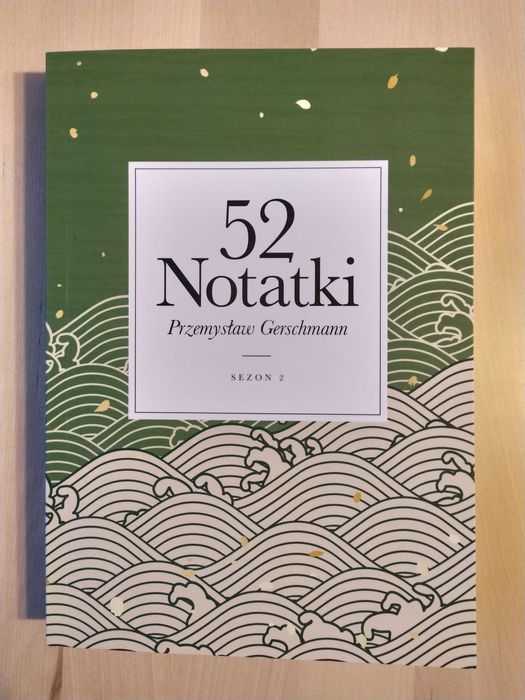 52
Notatki
Przemysław Gerschmann
SEZON 2